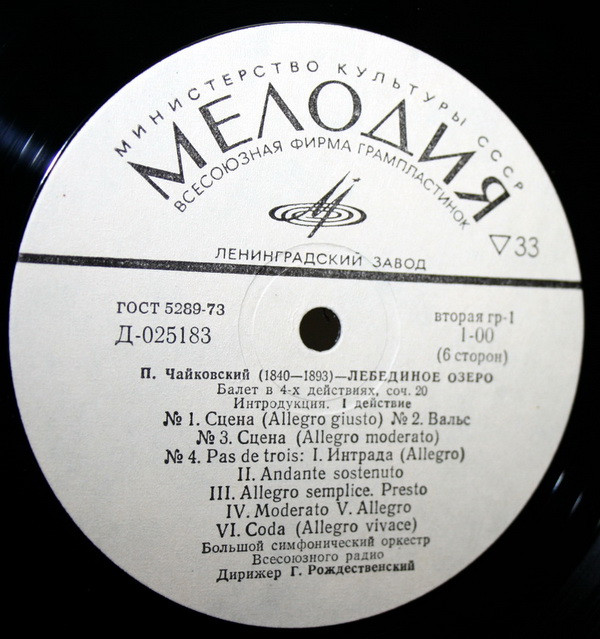 МИНИСТЕРСТВО КУЛЬТУРЫ СССР
МЕЛОДИЯ
ВСЕСОЮЗНАЯ ФИРМА ГРАМПЛАСТИНОК
▽33
ЛЕНИНГРАДСКИЙ ЗАВОД
ГОСТ 5289-73
Д-025183
вторая гр-1
1-00
(6 сторон)
П. Чайковский (1840—1893)—ЛЕБЕДИНОЕ ОЗЕРО
Балет в 4-х действиях, соч. 20
Интродукция. I действие
№ 1. Сцена (Allegro giusto) № 2. Вальс
№ 3. Сцена (Allegro moderato)
№ 4. Pas de trois: I. Интрада (Allegro)
II. Andante sostenuto
III. Allegro semplice. Presto
IV. Moderato V. Allegro
VI. Coda (Allegro vivace)
Большой симфонический оркестр
Всесоюзного радио
Дирижер Г. Рождественский